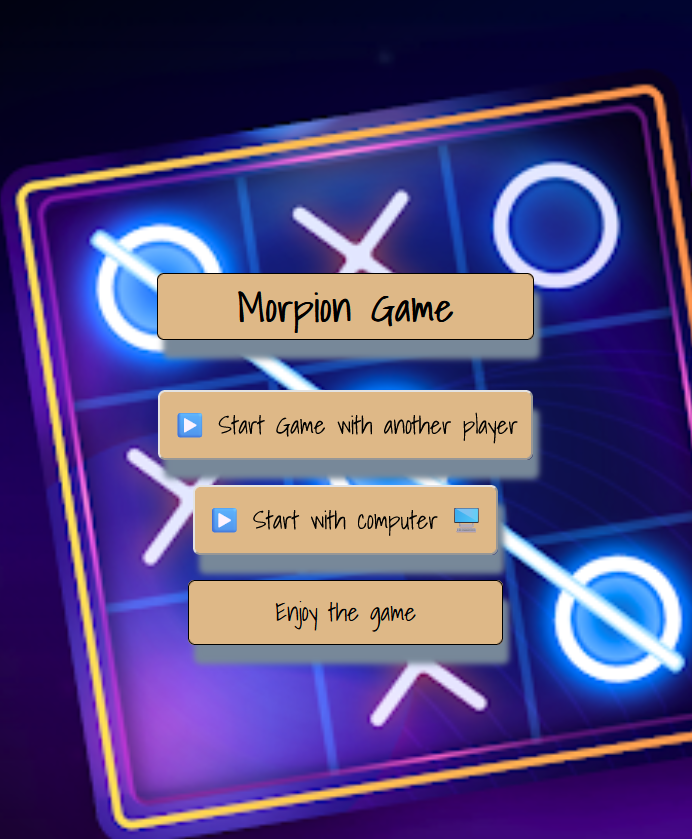 Morpion Game
▶️ Start Game with another player
▶️ Start with computer 🖥️
Enjoy the game